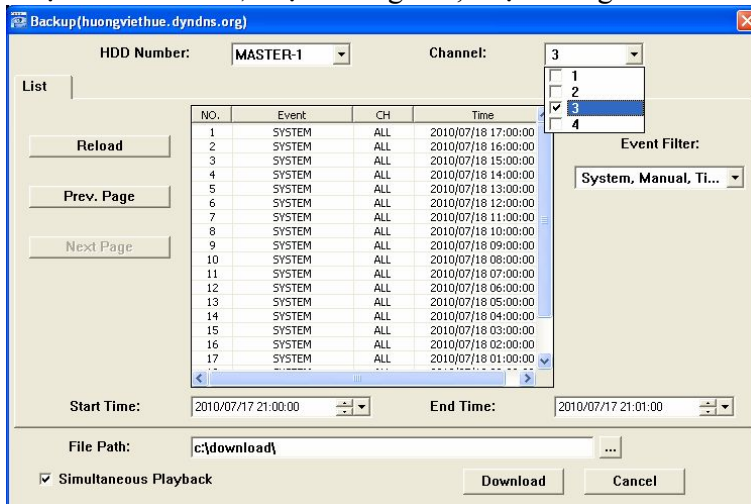 Backup(huongviethue.dyndns.org)
HDD Number: MASTER-1 Channel: 3
1
2
3
4
List
NO. Event CH Time
1 SYSTEM ALL 2010/07/18 17:00:00
2 SYSTEM ALL 2010/07/18 16:00:00
3 SYSTEM ALL 2010/07/18 15:00:00
4 SYSTEM ALL 2010/07/18 14:00:00
5 SYSTEM ALL 2010/07/18 13:00:00
6 SYSTEM ALL 2010/07/18 12:00:00
7 SYSTEM ALL 2010/07/18 11:00:00
8 SYSTEM ALL 2010/07/18 10:00:00
9 SYSTEM ALL 2010/07/18 09:00:00
10 SYSTEM ALL 2010/07/18 08:00:00
11 SYSTEM ALL 2010/07/18 07:00:00
12 SYSTEM ALL 2010/07/18 06:00:00
13 SYSTEM ALL 2010/07/18 05:00:00
14 SYSTEM ALL 2010/07/18 04:00:00
15 SYSTEM ALL 2010/07/18 03:00:00
16 SYSTEM ALL 2010/07/18 02:00:00
17 SYSTEM ALL 2010/07/18 01:00:00
Reload
Prev. Page
Next Page
Event Filter:
System, Manual, Ti...
Start Time: 2010/07/17 21:00:00 End Time: 2010/07/17 21:01:00
File Path: c:\download\ ...
Simultaneous Playback Download Cancel